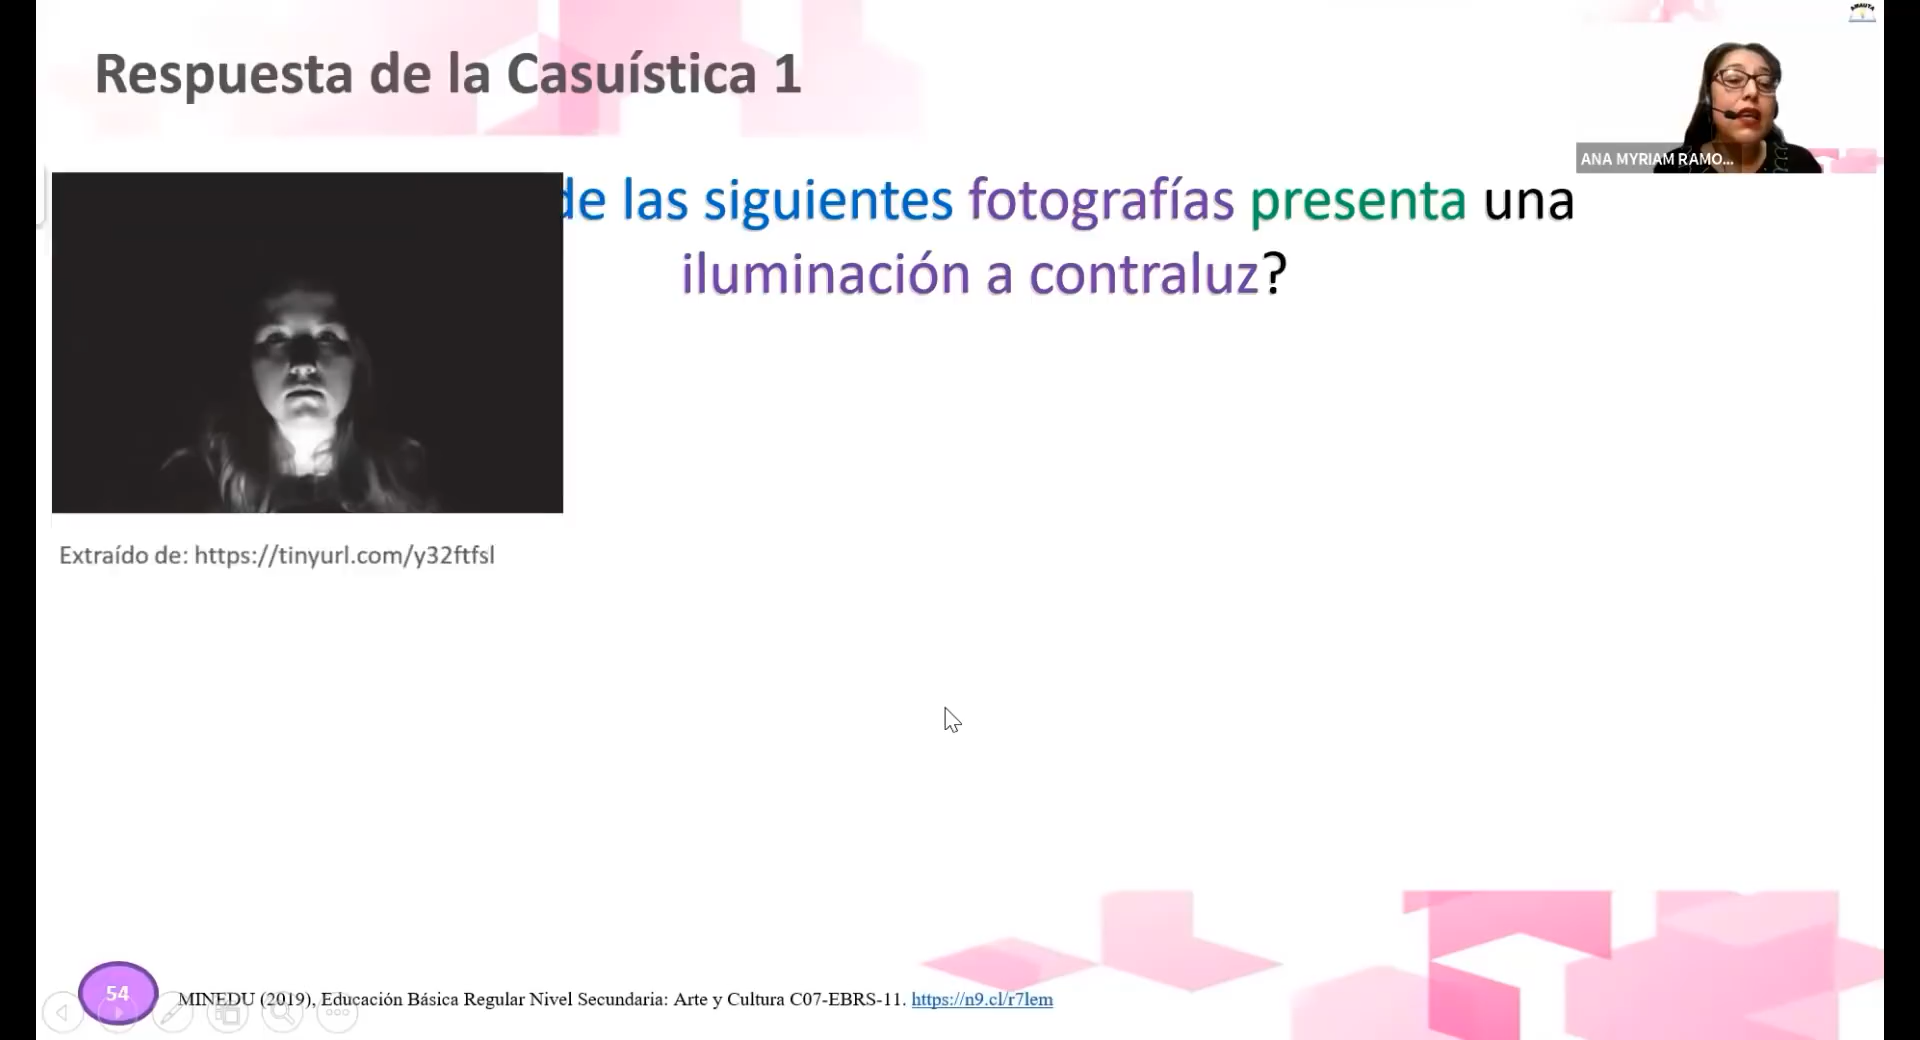 Respuesta de la Casuística 1
AMAUTA
ANA MYRIAM RAMO...
de las siguientes fotografías presenta una
iluminación a contraluz?
Extraído de: https://tinyurl.com/y32ftfsl
54
MINEDU (2019), Educación Básica Regular Nivel Secundaria: Arte y Cultura C07-EBRS-11. https://n9.cl/r7lem